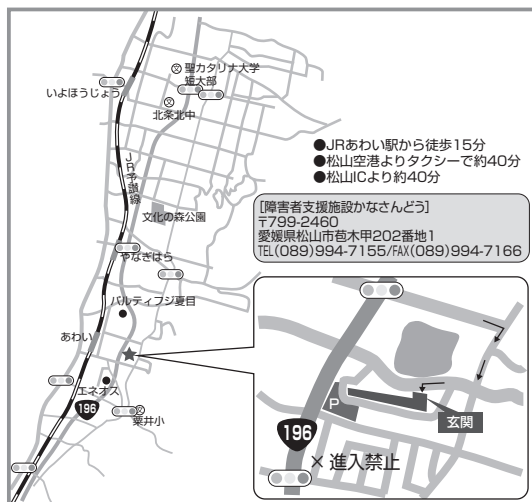 聖カタリナ大学
短大部
いよほうじょう
北条北中
JR予讃線
●JRあわい駅から徒歩15分
●松山空港よりタクシーで約40分
●松山ICより約40分
文化の森公園
[障害者支援施設かなさんどう]
〒799-2460
愛媛県松山市苞木甲202番地1
TEL(089)994-7155/FAX(089)994-7166
やなぎはら
パルティフジ夏目
あわい
エネオス
196
粟井小
P
玄関
196
× 進入禁止